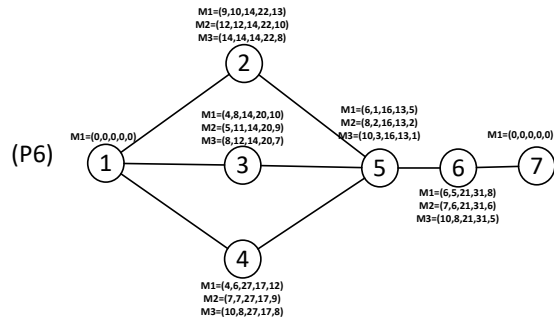 M1=(9,10,14,22,13)
M2=(12,12,14,22,10)
M3=(14,14,14,22,8)
2
M1=(4,8,14,20,10)
M2=(5,11,14,20,9)
M3=(8,12,14,20,7)
M1=(6,1,16,13,5)
M2=(8,2,16,13,2)
M3=(10,3,16,13,1)
M1=(0,0,0,0,0)
M1=(0,0,0,0,0)
(P6)
1
3
5
6
7
M1=(6,5,21,31,8)
M2=(7,6,21,31,6)
M3=(10,8,21,31,5)
4
M1=(4,6,27,17,12)
M2=(7,7,27,17,9)
M3=(10,8,27,17,8)